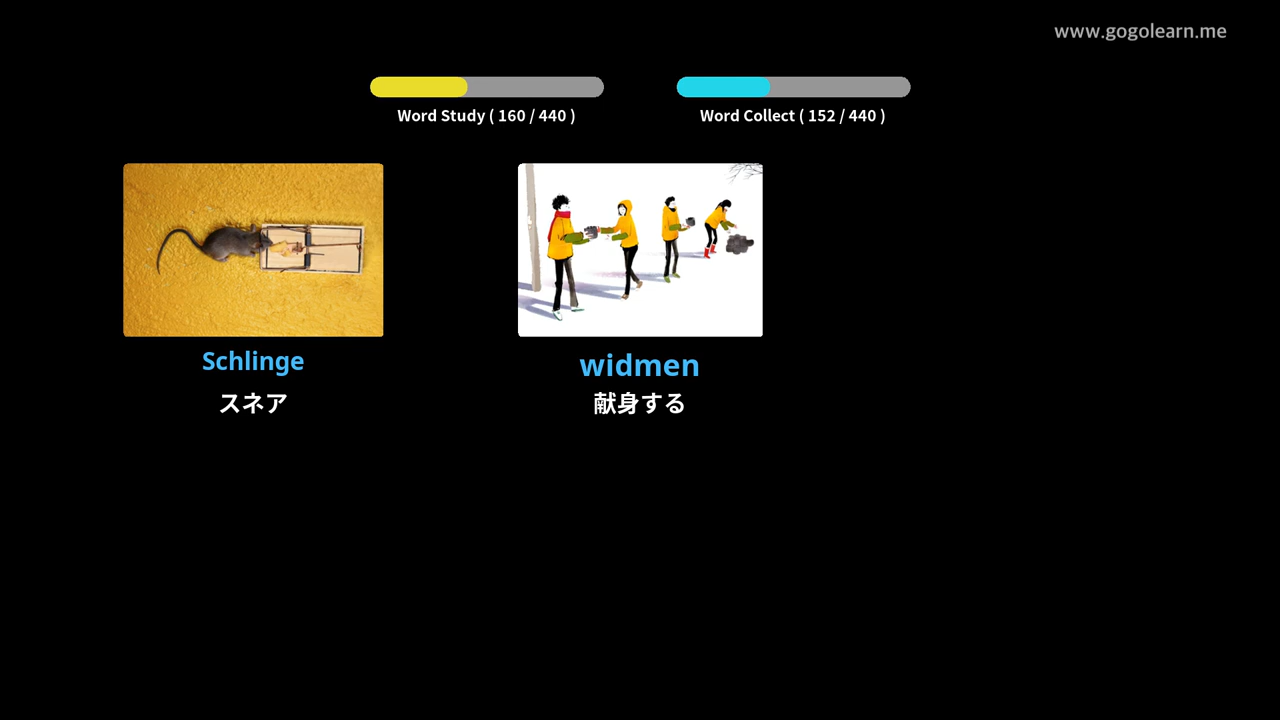 www.gogolearn.me
Word Study ( 160 / 440 )
Word Collect ( 152 / 440 )
Schlinge
スネア
widmen
献身する